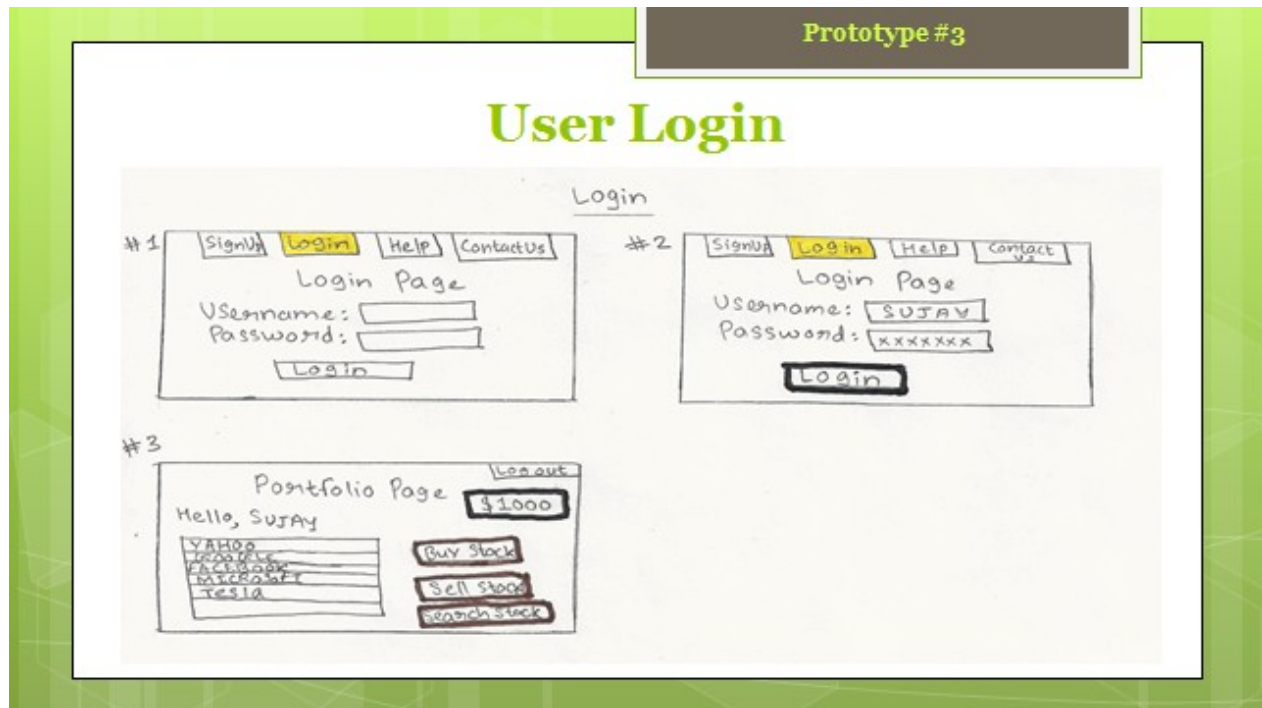 Prototype #3
User Login
Login
#1
SignUp Login Help ContactUs
Login Page
Username:
Password:
Login
#2
SignUp Login Help Contact
Us
Login Page
Username: SUJAY
Password: xxxxxxx
Login
#3
Logout
Portfolio Page
$1000
Hello, SUJAY
YAHOO
GOOGLE
FACEBOOK
MICROSOFT
Tesla
Buy Stock
Sell Stock
Search Stock